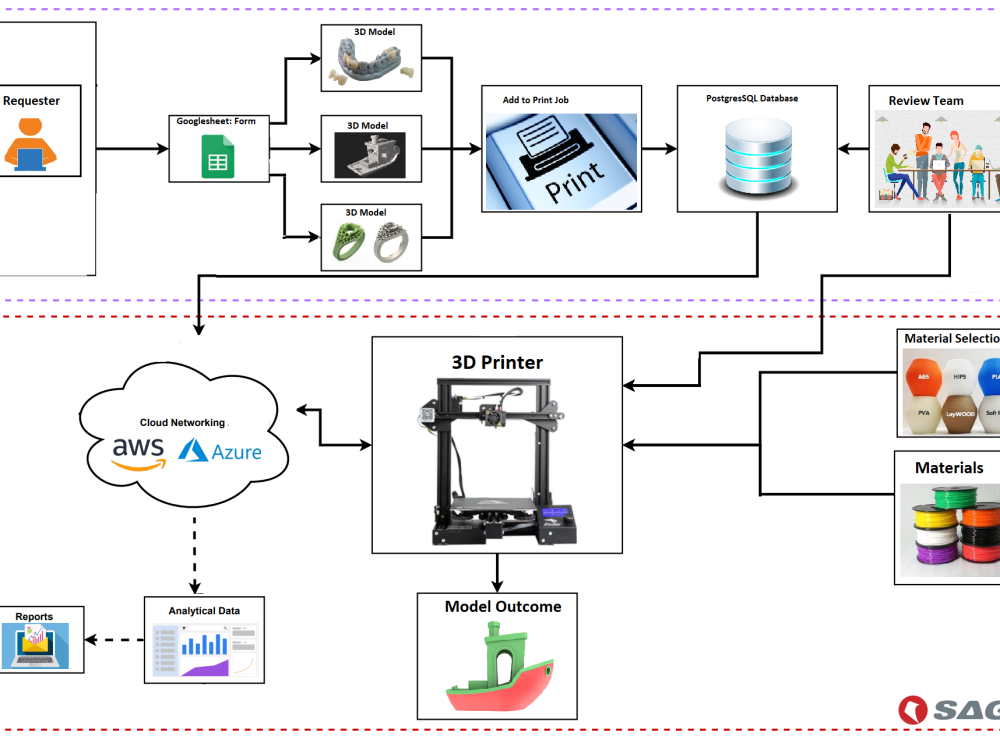 Requester
Googlesheet: Form
3D Model
3D Model
3D Model
Add to Print Job
Print
PostgresSQL Database
Review Team
Cloud Networking
aws
Azure
3D Printer
Material Selectio
ABS
HIPS
PLA
PVA
LayWOOD
Soft P
Materials
Reports
Analytical Data
Model Outcome
SAG